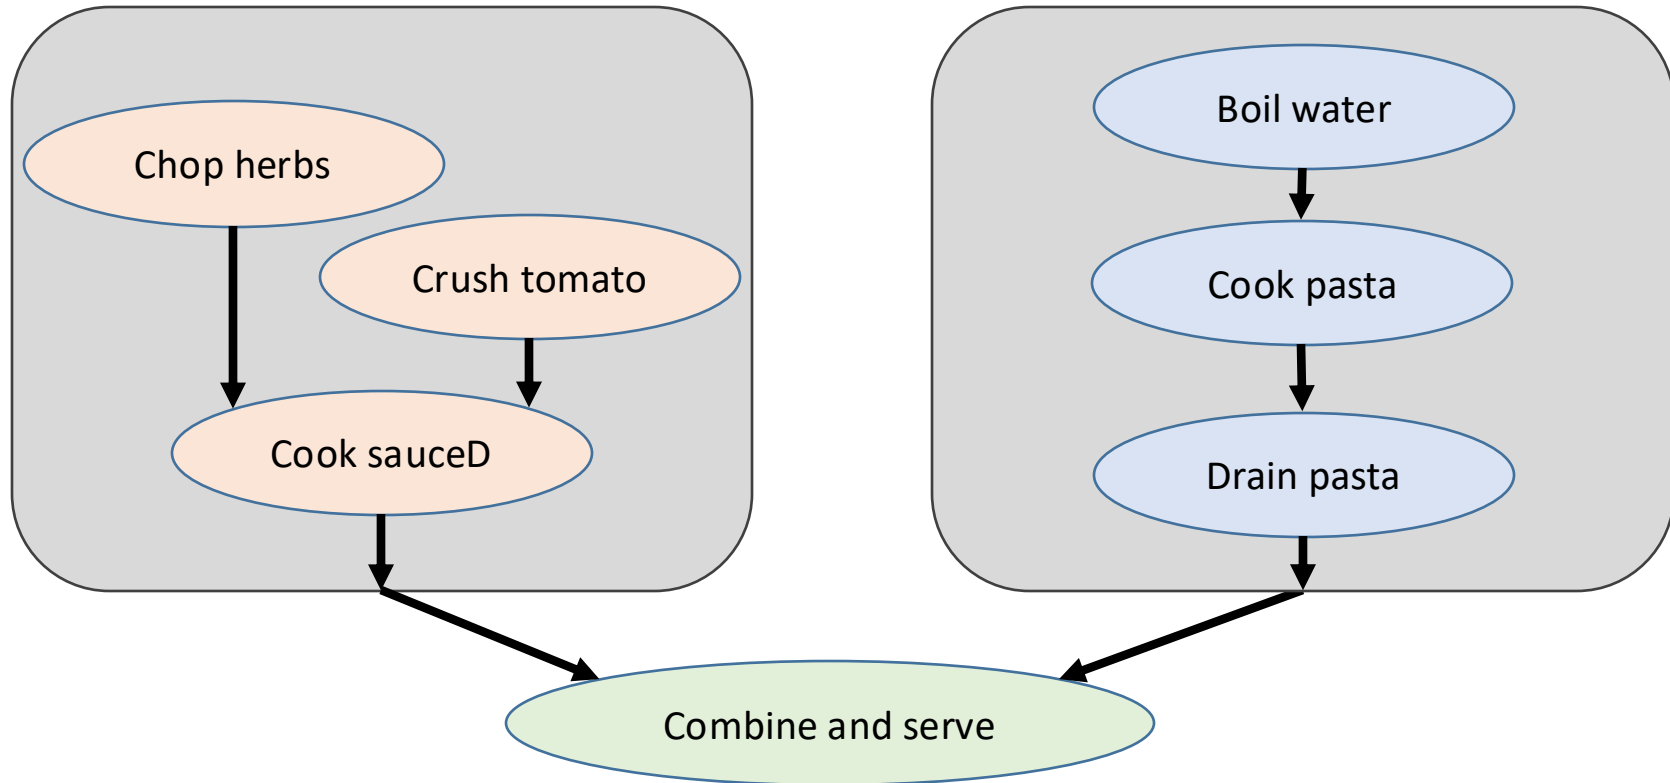 Chop herbs
Crush tomato
Cook sauceD
Boil water
Cook pasta
Drain pasta
Combine and serve